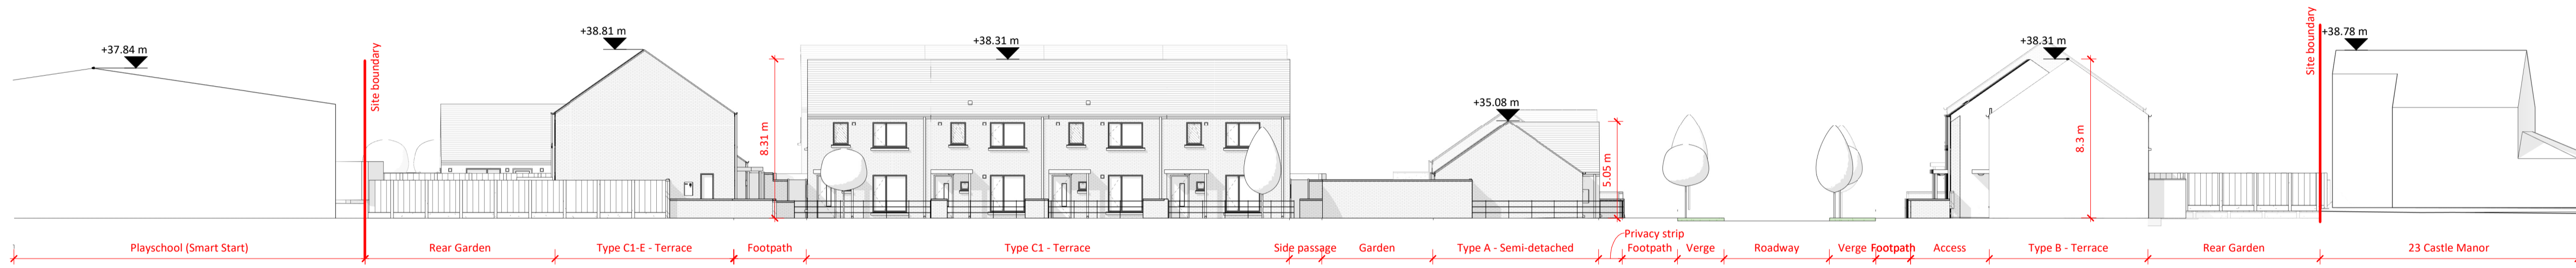 +37.84 m
Site boundary
+38.81 m
8.31 m
+38.31 m
+35.08 m
5.05 m
+38.31 m
8.3 m
Site boundary
+38.78 m
Privacy strip
Playschool (Smart Start)
Rear Garden
Type C1-E - Terrace
Footpath
Type C1 - Terrace
Side passage
Garden
Type A - Semi-detached
Footpath
Verge
Roadway
Verge
Footpath
Access
Type B - Terrace
Rear Garden
23 Castle Manor